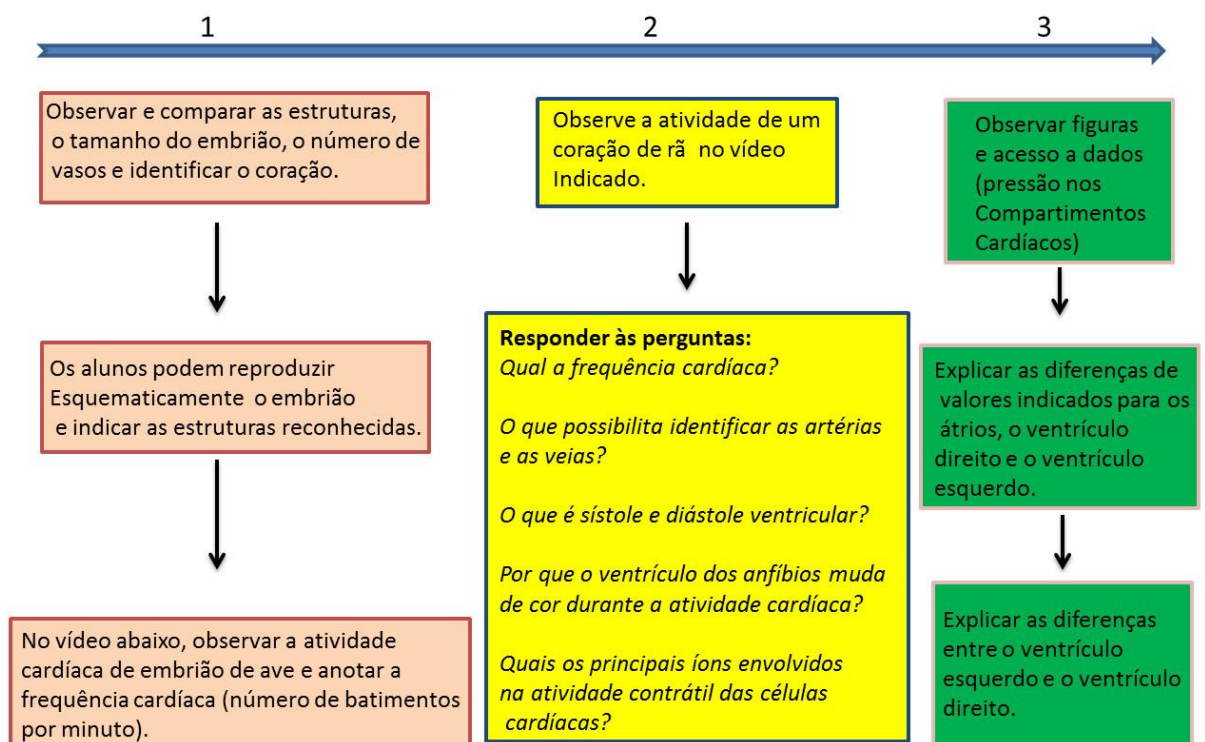 1
2
3
Observar e comparar as estruturas,
o tamanho do embrião, o número de
vasos e identificar o coração.
Os alunos podem reproduzir
Esquematicamente o embrião
e indicar as estruturas reconhecidas.
No vídeo abaixo, observar a atividade
cardíaca de embrião de ave e anotar a
frequência cardíaca (número de batimentos
por minuto).
Observe a atividade de um
coração de rã no vídeo
Indicado.
Responder às perguntas:
Qual a frequência cardíaca?
O que possibilita identificar as artérias
e as veias?
O que é sístole e diástole ventricular?
Por que o ventrículo dos anfíbios muda
de cor durante a atividade cardíaca?
Quais os principais íons envolvidos
na atividade contrátil das células
cardíacas?
Observar figuras
e acesso a dados
(pressão nos
Compartimentos
Cardíacos)
Explicar as diferenças de
valores indicados para os
átrios, o ventrículo
direito e o ventrículo
esquerdo.
Explicar as diferenças
entre o ventrículo
esquerdo e o ventrículo
direito.